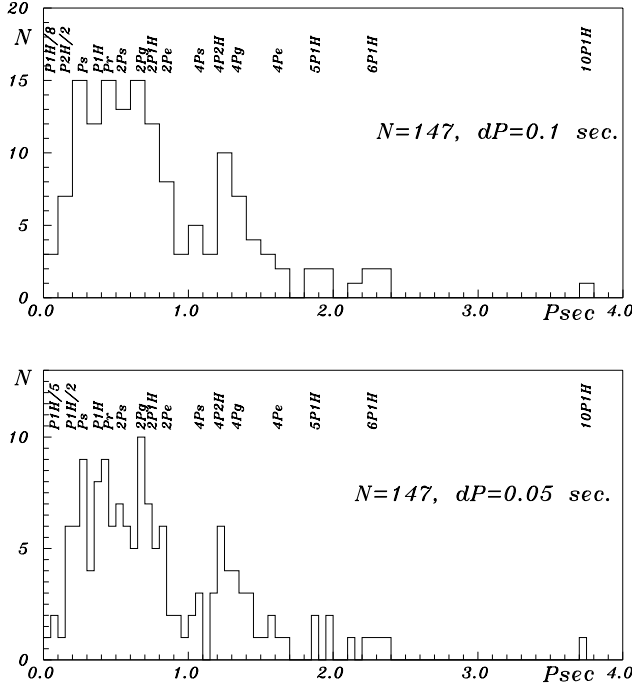 20
N
P1H/8 P2H/2 Ps P1H Pr 2Ps 2Pg 2P1H 2Pe 4Ps 4P2H 4Pg 4Pe 5P1H 6P1H 10P1H
15
N=147, dP=0.1 sec.
10
5
0
0.0 1.0 2.0 3.0 Psec 4.0
N
P1H/5 P1H/2 Ps P1H Pr 2Ps 2Pg 2P1H 2Pe 4Ps 4P2H 4Pg 4Pe 5P1H 6P1H 10P1H
10
N=147, dP=0.05 sec.
5
0
0.0 1.0 2.0 3.0 Psec 4.0